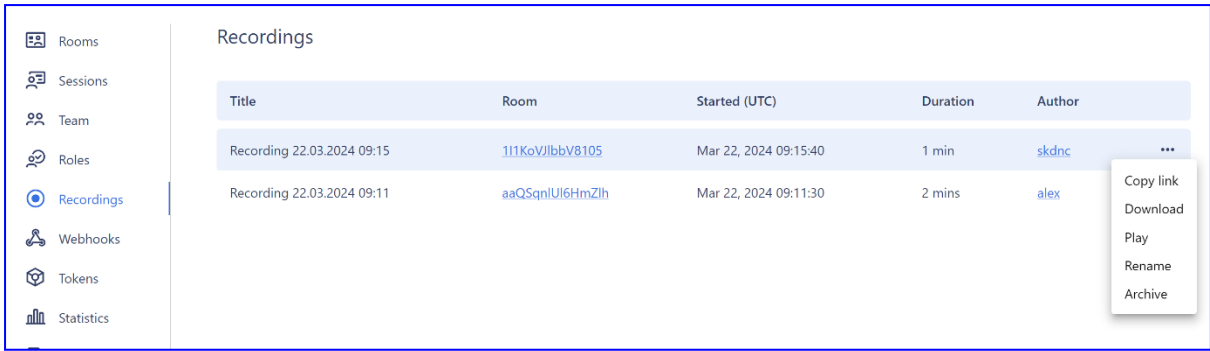 Rooms
Sessions
Team
Roles
Recordings
Webhooks
Tokens
Statistics
Recordings
Title Room Started (UTC) Duration Author
Recording 22.03.2024 09:15 1I1KoVJlbbV8105 Mar 22, 2024 09:15:40 1 min skdnc
Recording 22.03.2024 09:11 aaQSqnIUl6HmZIh Mar 22, 2024 09:11:30 2 mins alex
Copy link
Download
Play
Rename
Archive